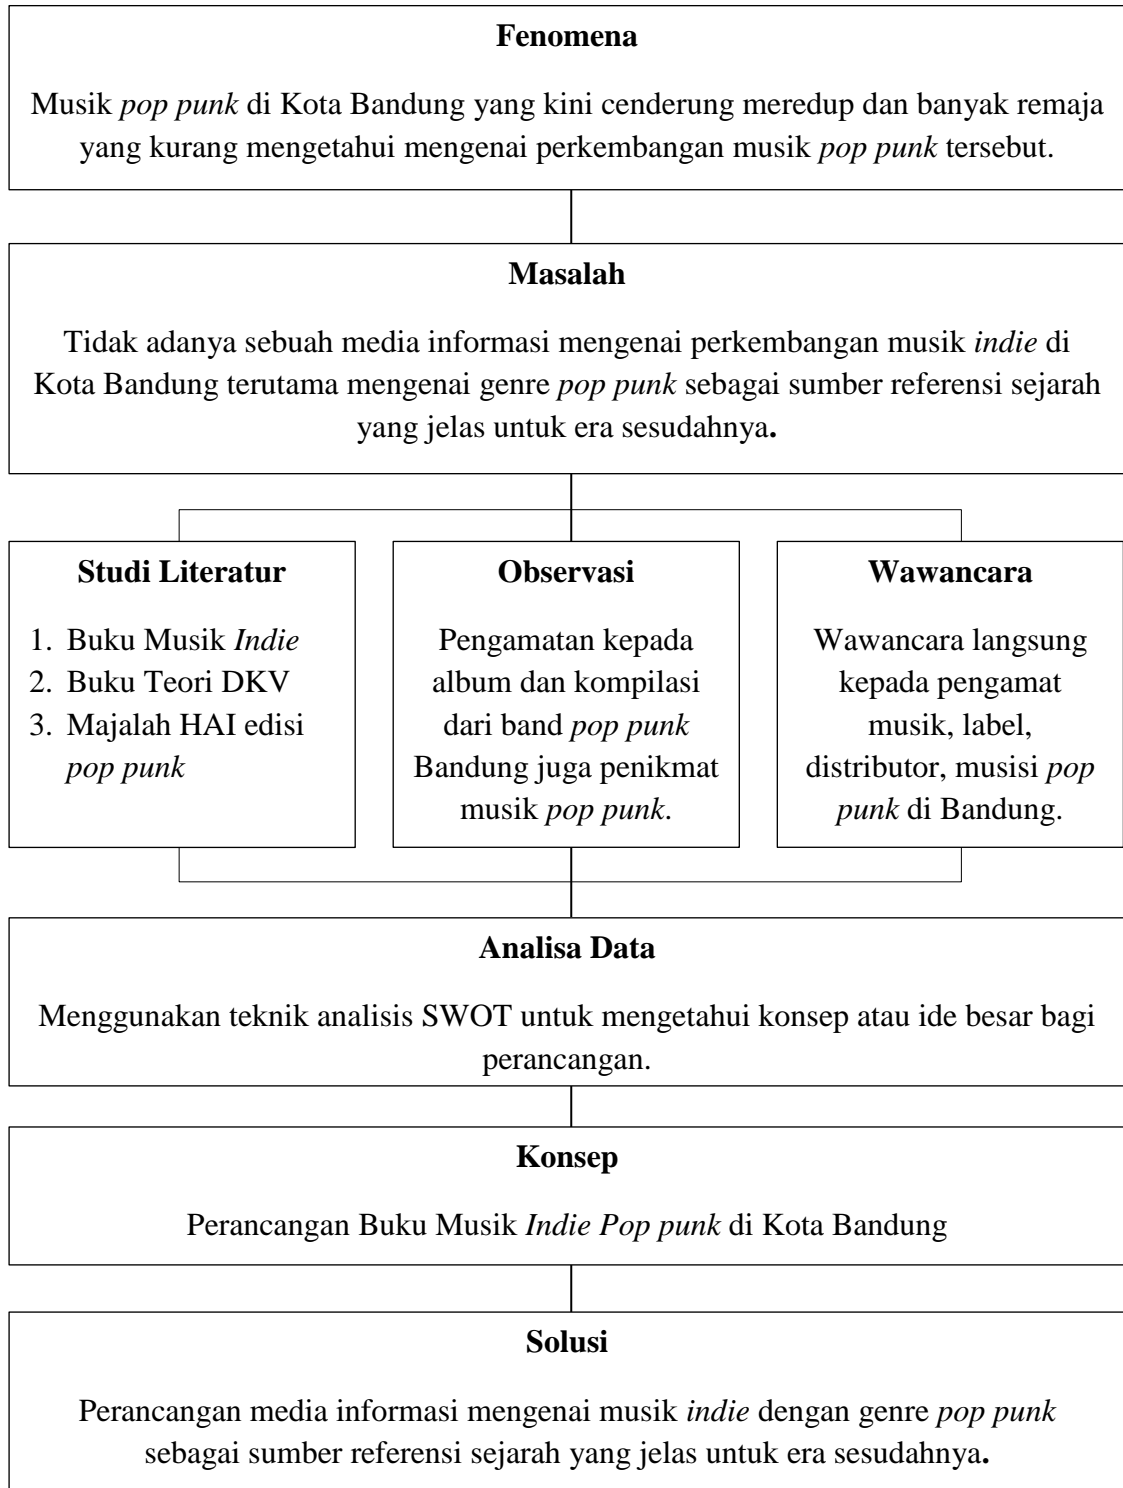 Fenomena
Musik pop punk di Kota Bandung yang kini cenderung meredup dan banyak remaja
yang kurang mengetahui mengenai perkembangan musik pop punk tersebut.
Masalah
Tidak adanya sebuah media informasi mengenai perkembangan musik indie di
Kota Bandung terutama mengenai genre pop punk sebagai sumber referensi sejarah
yang jelas untuk era sesudahnya.
Studi Literatur
1. Buku Musik Indie
2. Buku Teori DKV
3. Majalah HAI edisi
pop punk
Observasi
Pengamatan kepada
album dan kompilasi
dari band pop punk
Bandung juga penikmat
musik pop punk.
Wawancara
Wawancara langsung
kepada pengamat
musik, label,
distributor, musisi pop
punk di Bandung.
Analisa Data
Menggunakan teknik analisis SWOT untuk mengetahui konsep atau ide besar bagi
perancangan.
Konsep
Perancangan Buku Musik Indie Pop punk di Kota Bandung
Solusi
Perancangan media informasi mengenai musik indie dengan genre pop punk
sebagai sumber referensi sejarah yang jelas untuk era sesudahnya.